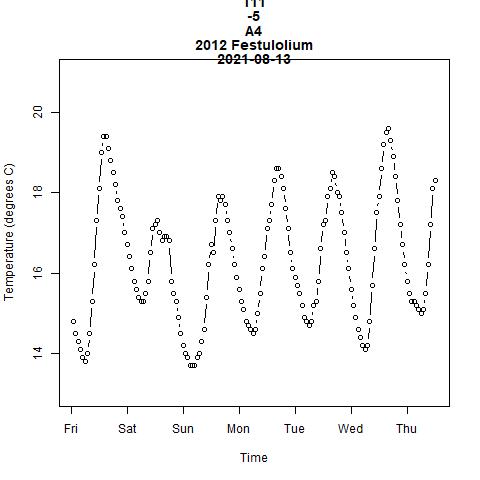 T11
-5
A4
2012 Festulolium
2021-08-13
Temperature (degrees C)
20
18
16
14
Fri Sat Sun Mon Tue Wed Thu
Time